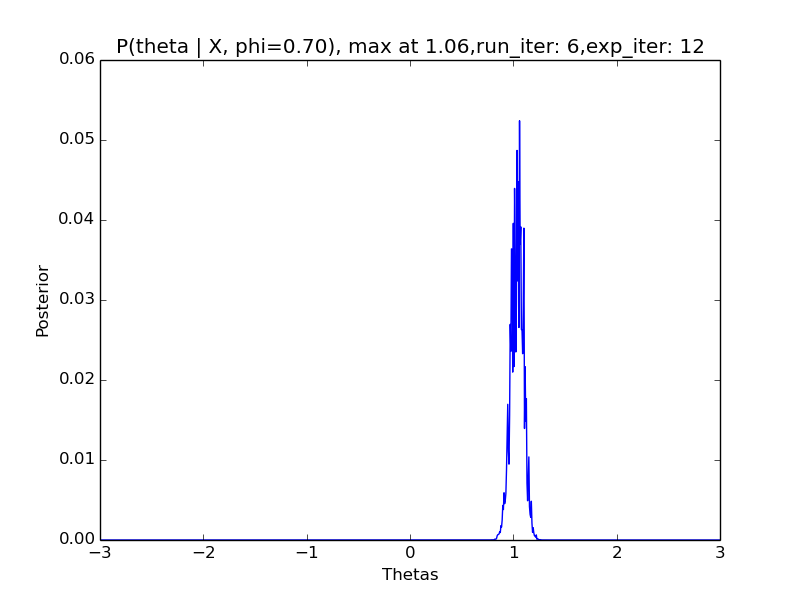 P(theta | X, phi=0.70), max at 1.06,run_iter: 6,exp_iter: 12
0.06
0.05
0.04
0.03
0.02
0.01
0.00
Posterior
−3 −2 −1 0 1 2 3
Thetas